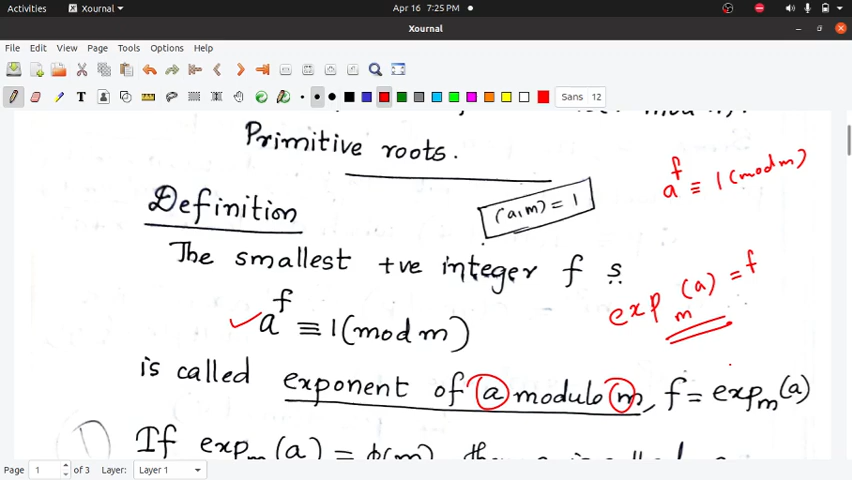 Activities
Xournal
Apr 16 7:25 PM
Xournal
File Edit View Page Tools Options Help
Sans 12
Primitive roots.
a^f ≡ 1(mod m)
Definition
(a,m) = 1
The smallest +ve integer f s
exp_m(a) = f
a^f ≡ 1(mod m)
is called exponent of a modulo m, f = exp_m(a)
If exp_m(a) = ϕ(m)
Page 1 of 3 Layer: Layer 1